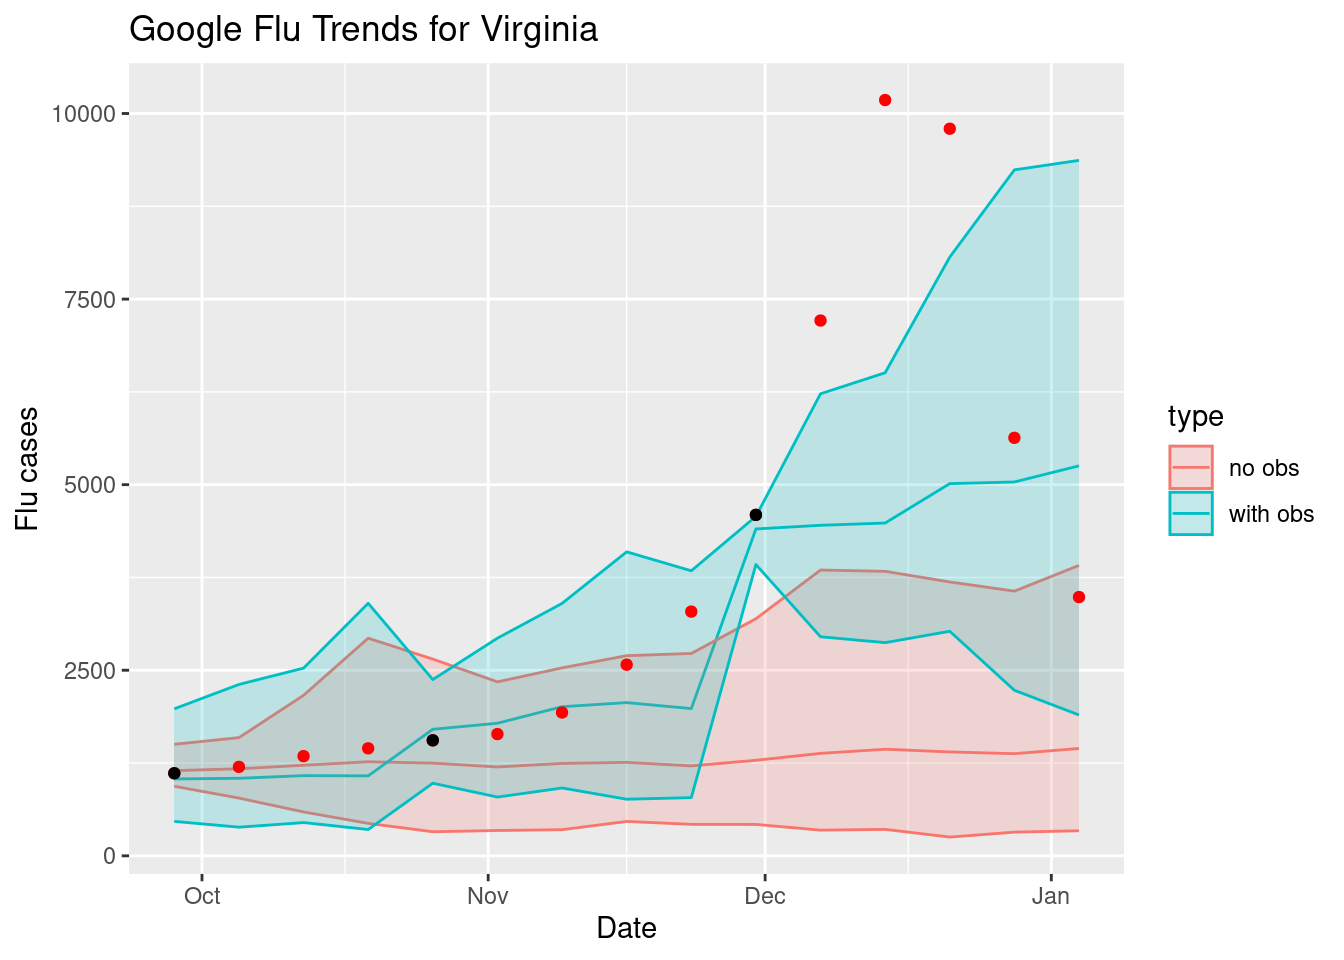 Google Flu Trends for Virginia
10000
7500
5000
2500
0
Flu cases
Oct
Nov
Dec
Jan
Date
type
no obs
with obs